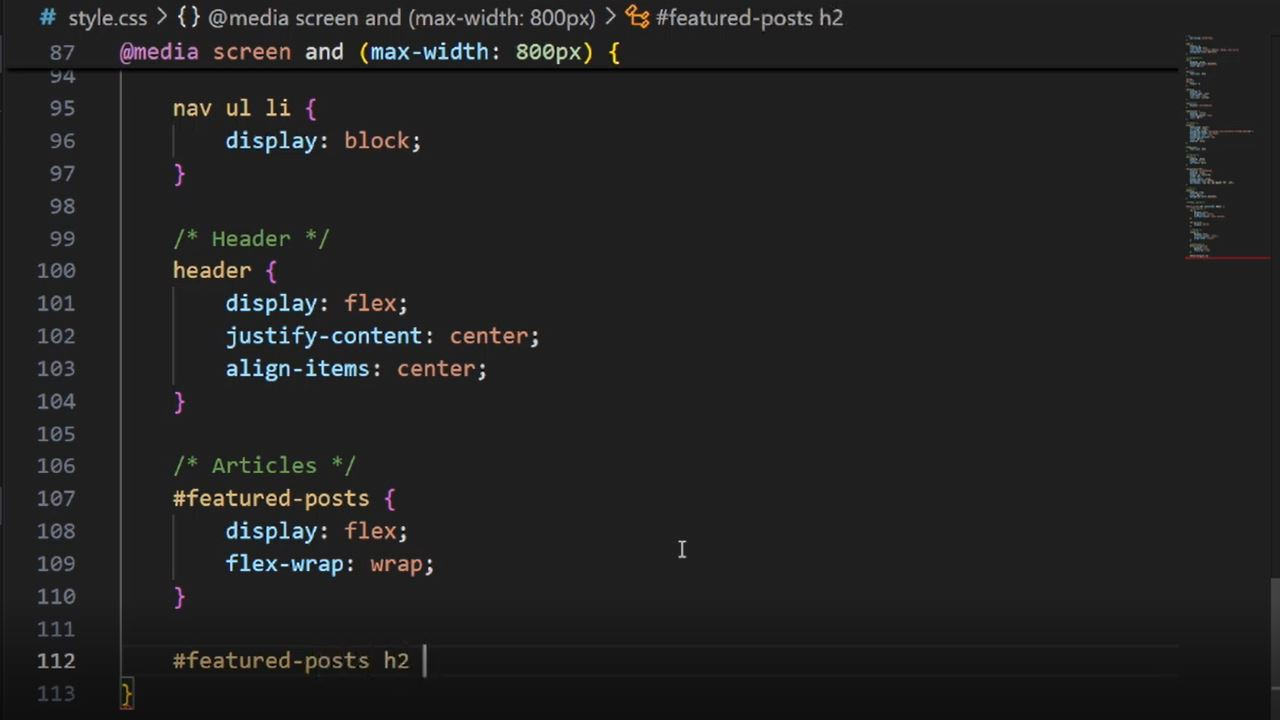 # style.css > {} @media screen and (max-width: 800px) > #featured-posts h2
87 @media screen and (max-width: 800px) {
94
95 nav ul li {
96 display: block;
97 }
98
99 /* Header */
100 header {
101 display: flex;
102 justify-content: center;
103 align-items: center;
104 }
105
106 /* Articles */
107 #featured-posts {
108 display: flex;
109 flex-wrap: wrap;
110 }
111
112 #featured-posts h2
113 }